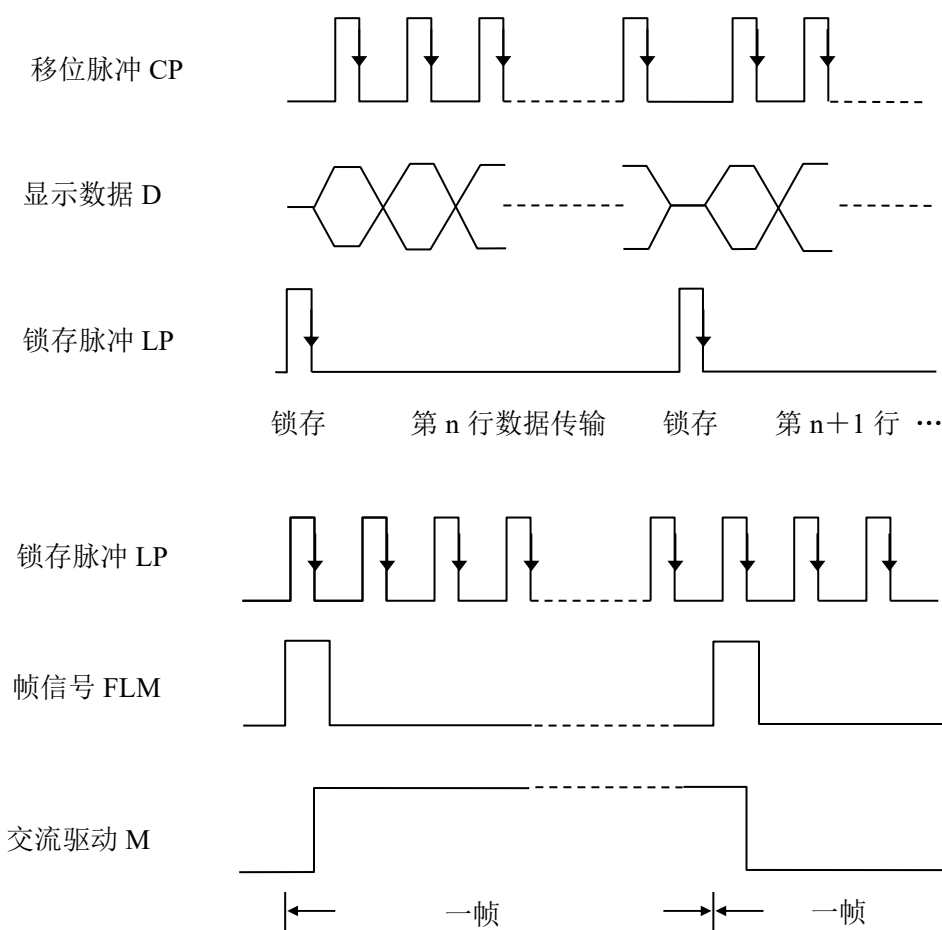 移位脉冲 CP
显示数据 D
锁存脉冲 LP
锁存 第 n 行数据传输 锁存 第 n＋1 行 …
锁存脉冲 LP
帧信号 FLM
交流驱动 M
一帧 一帧